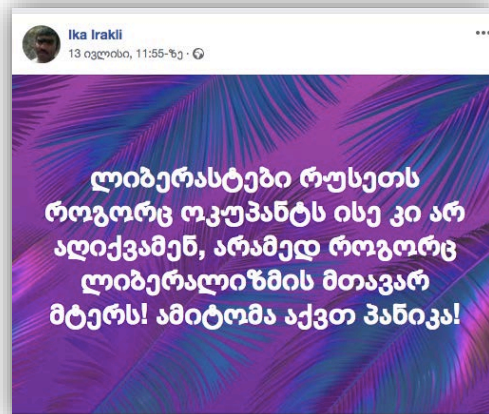 Ika Irakli
13 ივლისი, 11:55-ზე ·
ლიბერასტები რუსეთს
როგორც ოკუპანტს ისე კი არ
აღიქვამენ, არამედ როგორც
ლიბერალიზმის მთავარ
მტერს! ამიტომა აქვთ პანიკა!